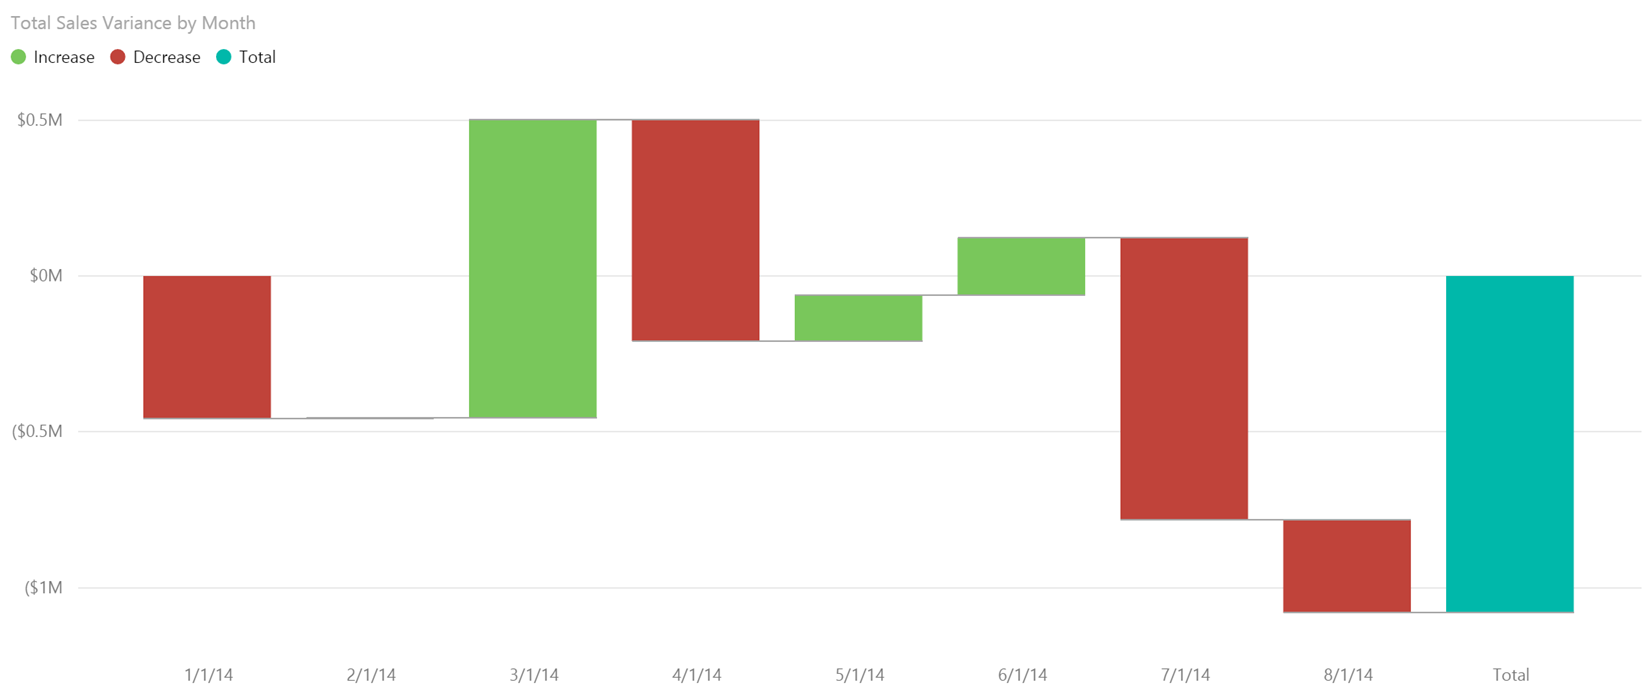 Total Sales Variance by Month
Increase Decrease Total
$0.5M
$0M
($0.5M
($1M
1/1/14 2/1/14 3/1/14 4/1/14 5/1/14 6/1/14 7/1/14 8/1/14 Total